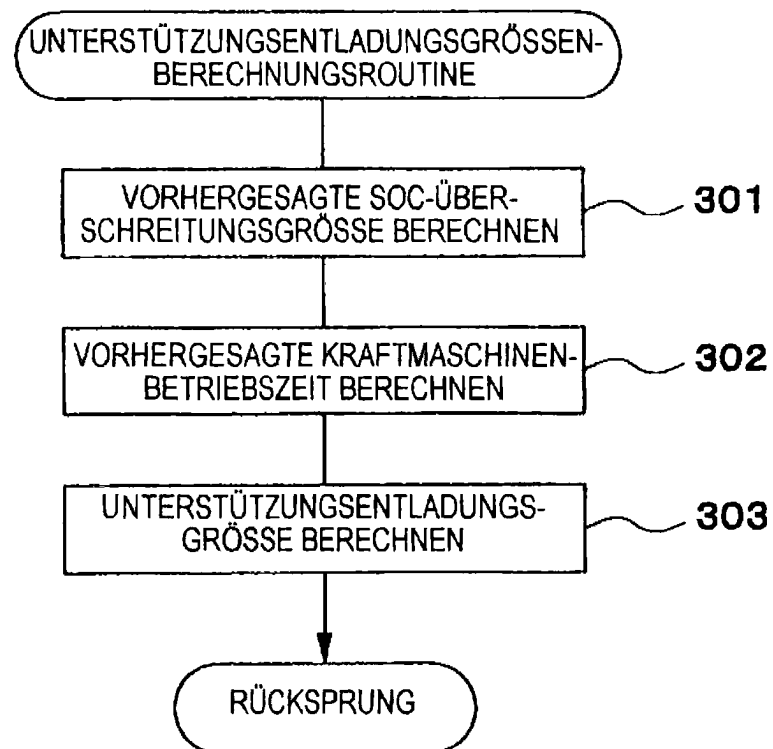 UNTERSTÜTZUNGSENTLADUNGSGRÖSSEN-
BERECHNUNGSROUTINE
VORHERGESAGTE SOC-ÜBER-
SCHREITUNGSGRÖSSE BERECHNEN
301
VORHERGESAGTE KRAFTMASCHINEN-
BETRIEBSZEIT BERECHNEN
302
UNTERSTÜTZUNGSENTLADUNGS-
GRÖSSE BERECHNEN
303
RÜCKSPRUNG